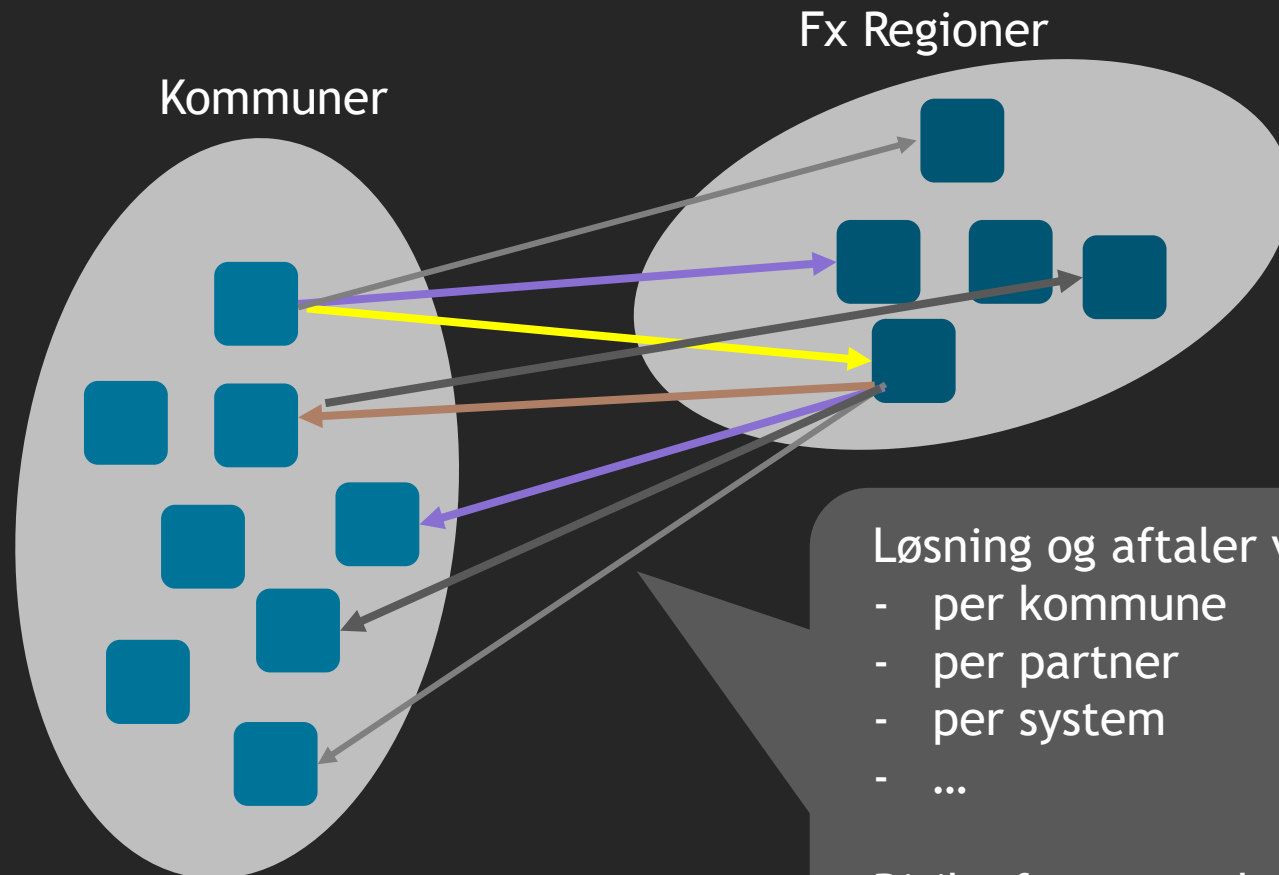 Fx Regioner
Kommuner
Løsning og aftaler
- per kommune
- per partner
- per system
- …